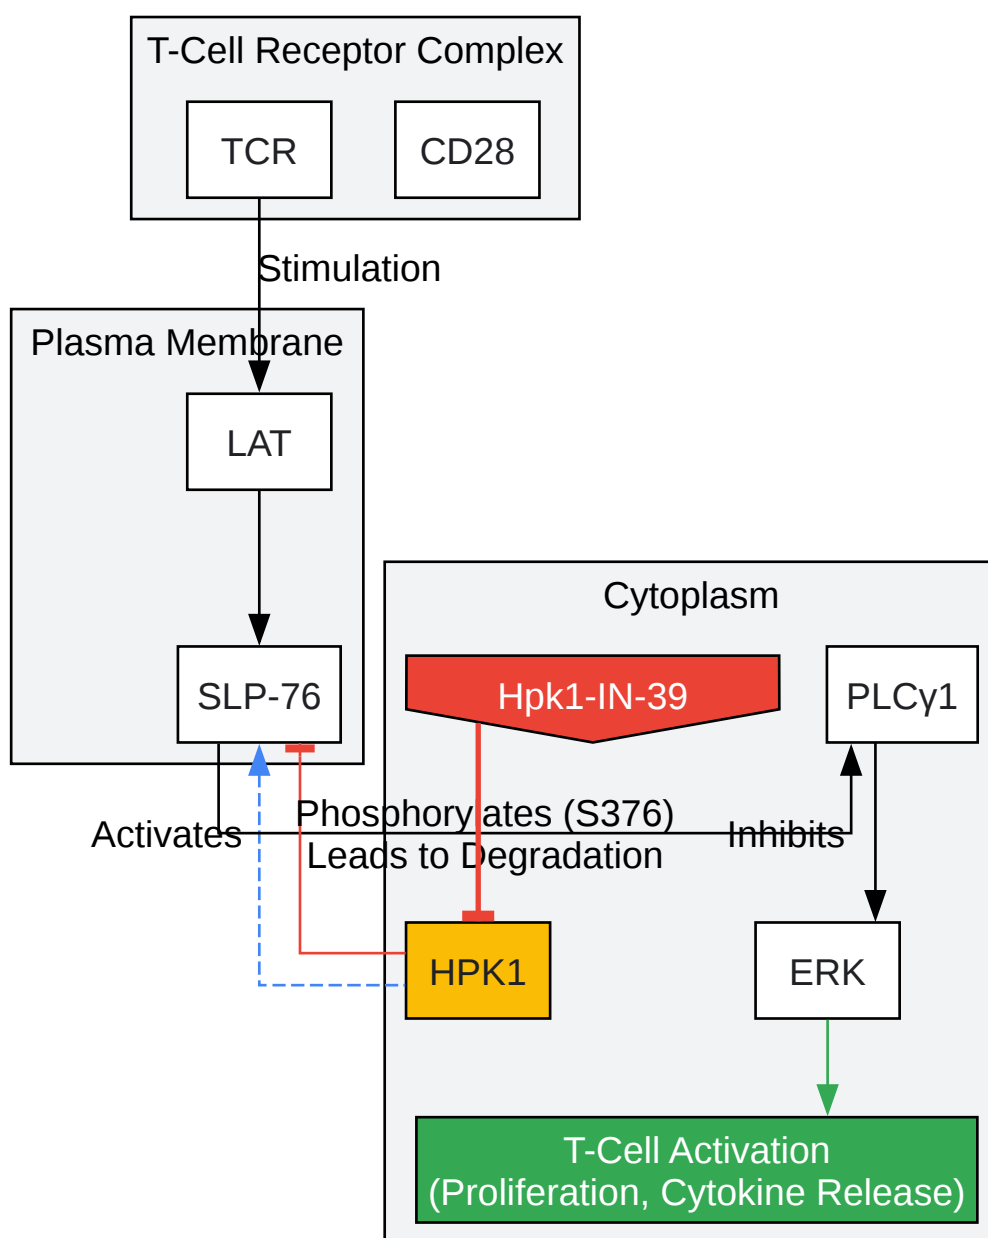 T-Cell Receptor Complex
TCR
CD28
Stimulation
Plasma Membrane
LAT
Cytoplasm
SLP-76
Hpk1-IN-39
PLCγ1
Activates
Phosphorylates (S376)
Leads to Degradation
Inhibits
HPK1
ERK
T-Cell Activation
(Proliferation, Cytokine Release)